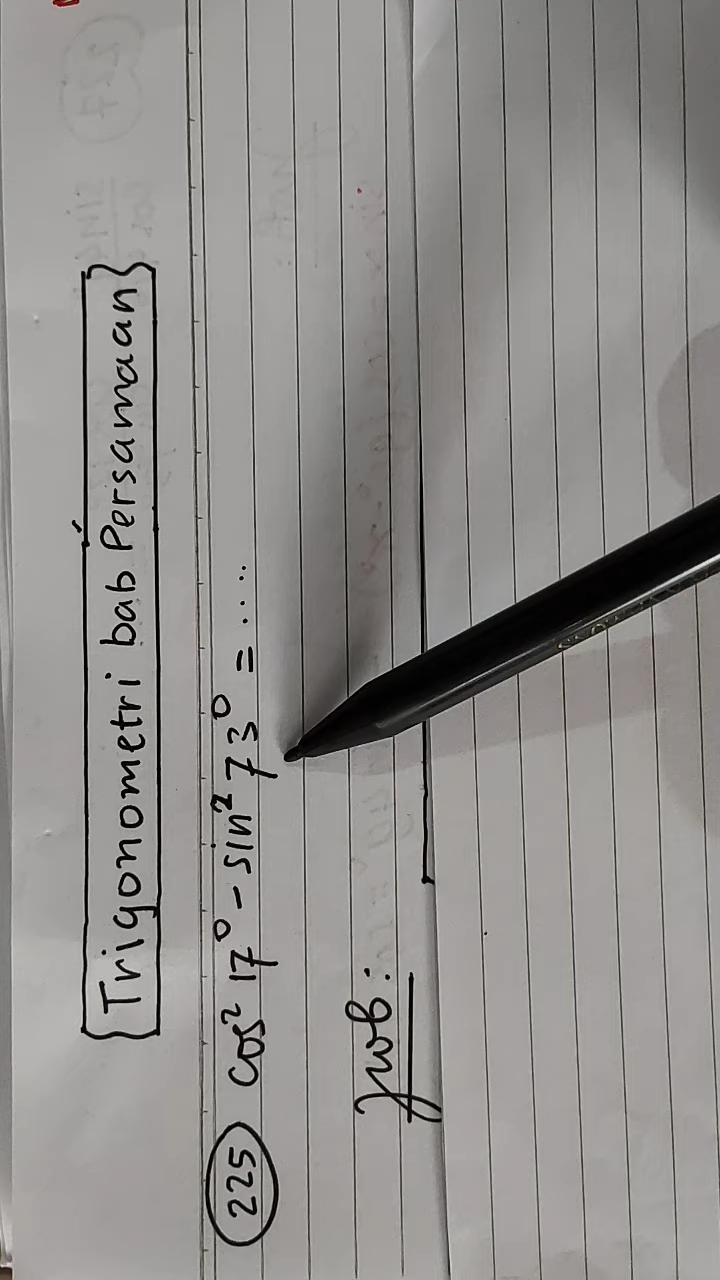 Trigonometri bab Persamaan
225 cos² 17° - sin² 73° = ....
Jwb: